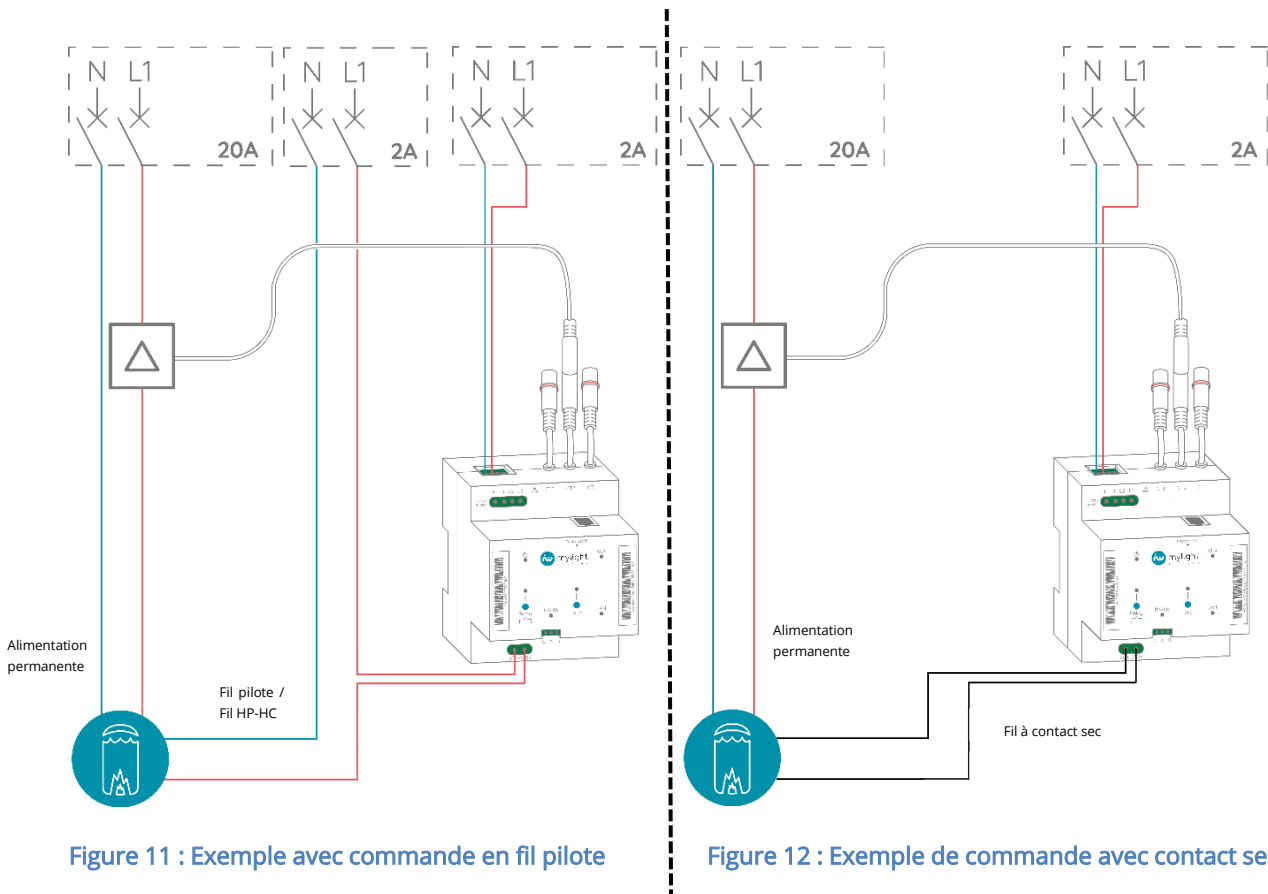 N L1
20A
N L1
2A
N L1
2A
mylight
Alimentation
permanente
Fil pilote /
Fil HP-HC
Figure 11 : Exemple avec commande en fil pilote
N L1
20A
N L1
2A
mylight
Alimentation
permanente
Fil à contact sec
Figure 12 : Exemple de commande avec contact se